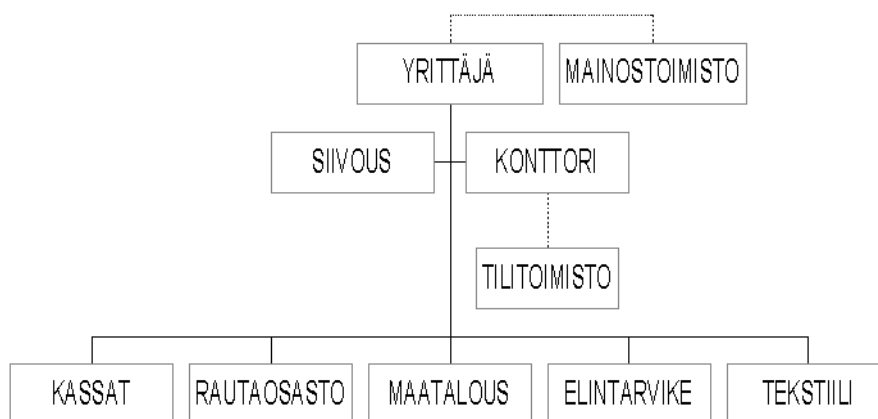 YRITTÄJÄ
MAINOSTOIMISTO
SIIVOUS
KONTTORI
TILITOIMISTO
KASSAT
RAUTAOSASTO
MAATALOUS
ELINTARVIKE
TEKSTIILI